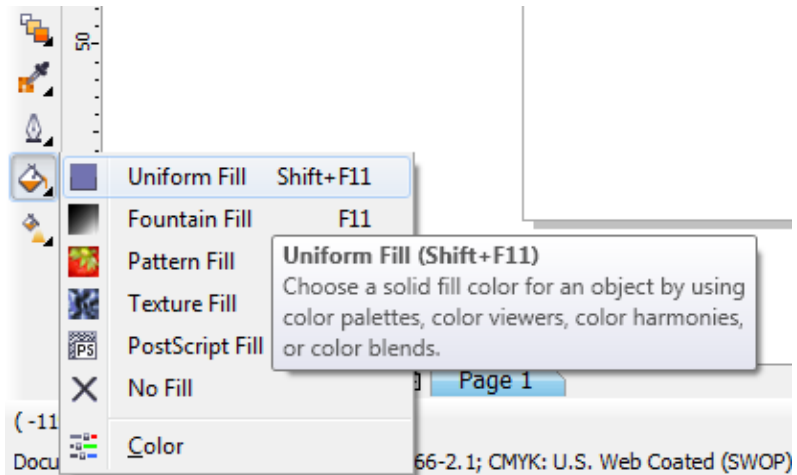 50
Uniform Fill Shift+F11
Fountain Fill F11
Pattern Fill
Uniform Fill (Shift+F11)
Choose a solid fill color for an object by using
color palettes, color viewers, color harmonies,
or color blends.
Texture Fill
PostScript Fill
PS
No Fill
Page 1
(-11
Color
Docu 66-2.1; CMYK: U.S. Web Coated (SWOP)